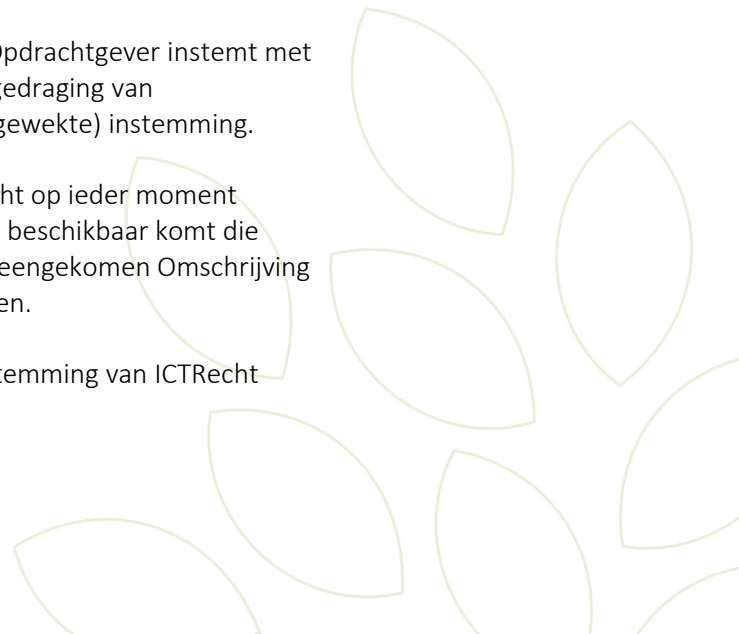 Opdrachtgever instemt met
gedraging van
gewekte) instemming.
ht op ieder moment
beschikbaar komt die
eengekomen Omschrijving
en.
temming van ICTRecht